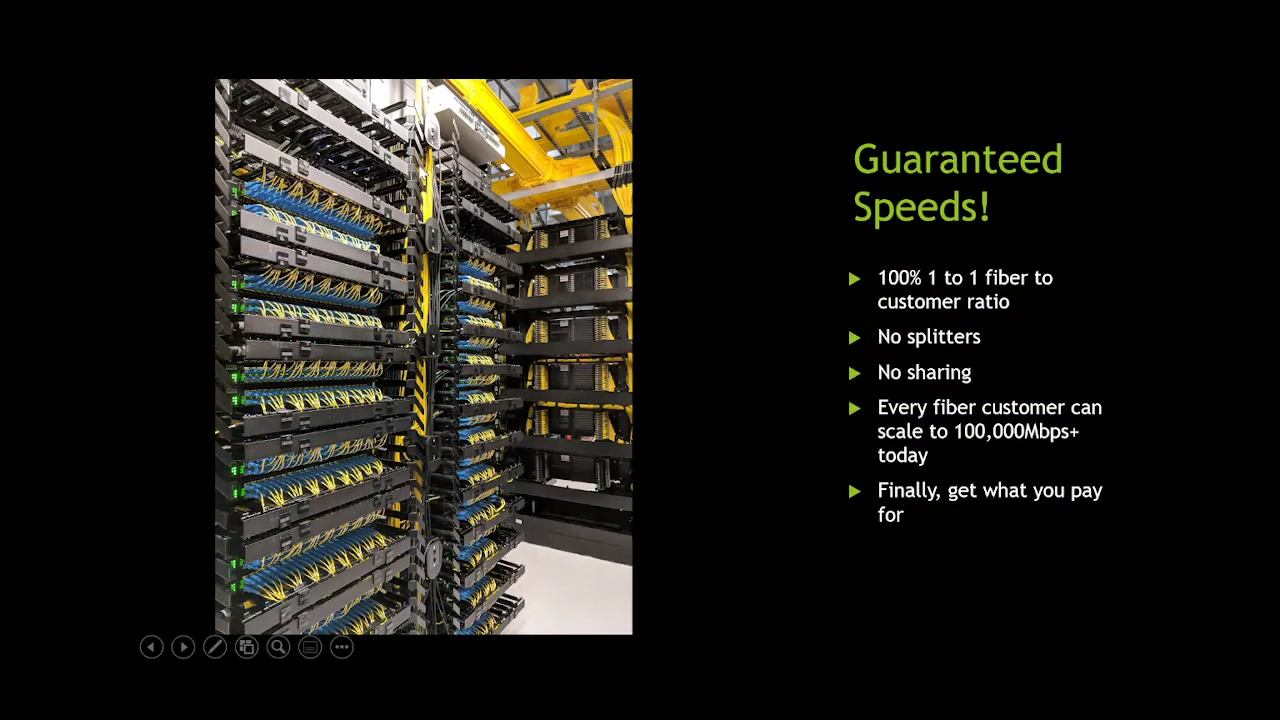 Guaranteed
Speeds!
100% 1 to 1 fiber to
customer ratio
No splitters
No sharing
Every fiber customer can
scale to 100,000Mbps+
today
Finally, get what you pay
for